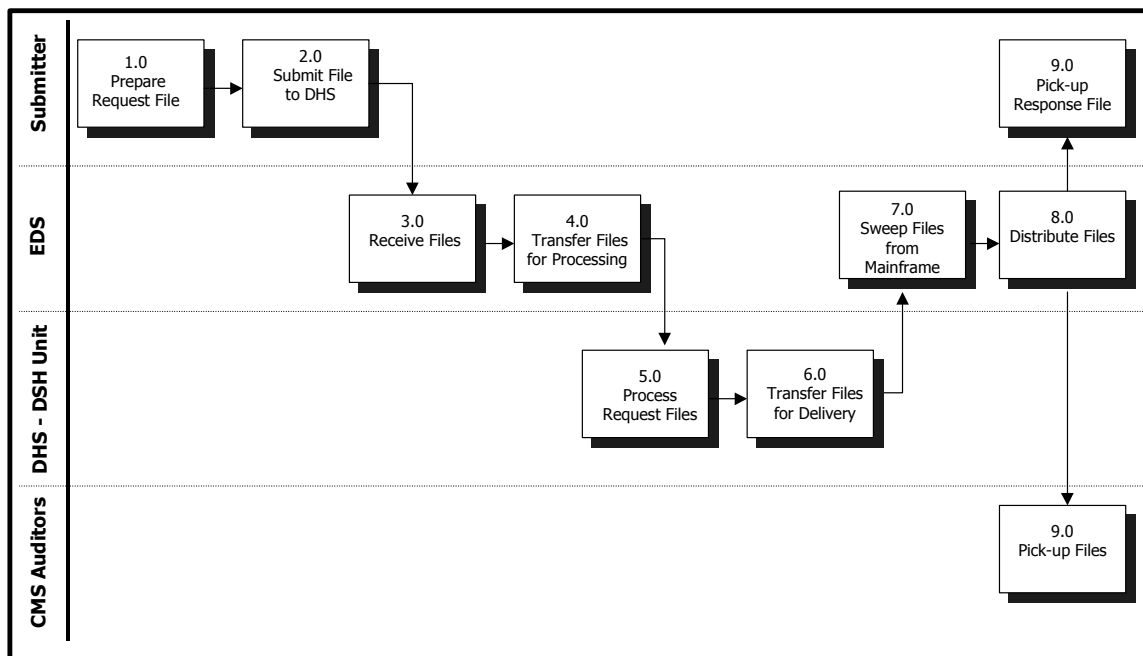 Submitter
1.0
Prepare
Request File
2.0
Submit File
to DHS
9.0
Pick-up
Response File
EDS
3.0
Receive Files
4.0
Transfer Files
for Processing
7.0
Sweep Files
from
Mainframe
8.0
Distribute Files
DHS - DSH Unit
5.0
Process
Request Files
6.0
Transfer Files
for Delivery
CMS Auditors
9.0
Pick-up Files